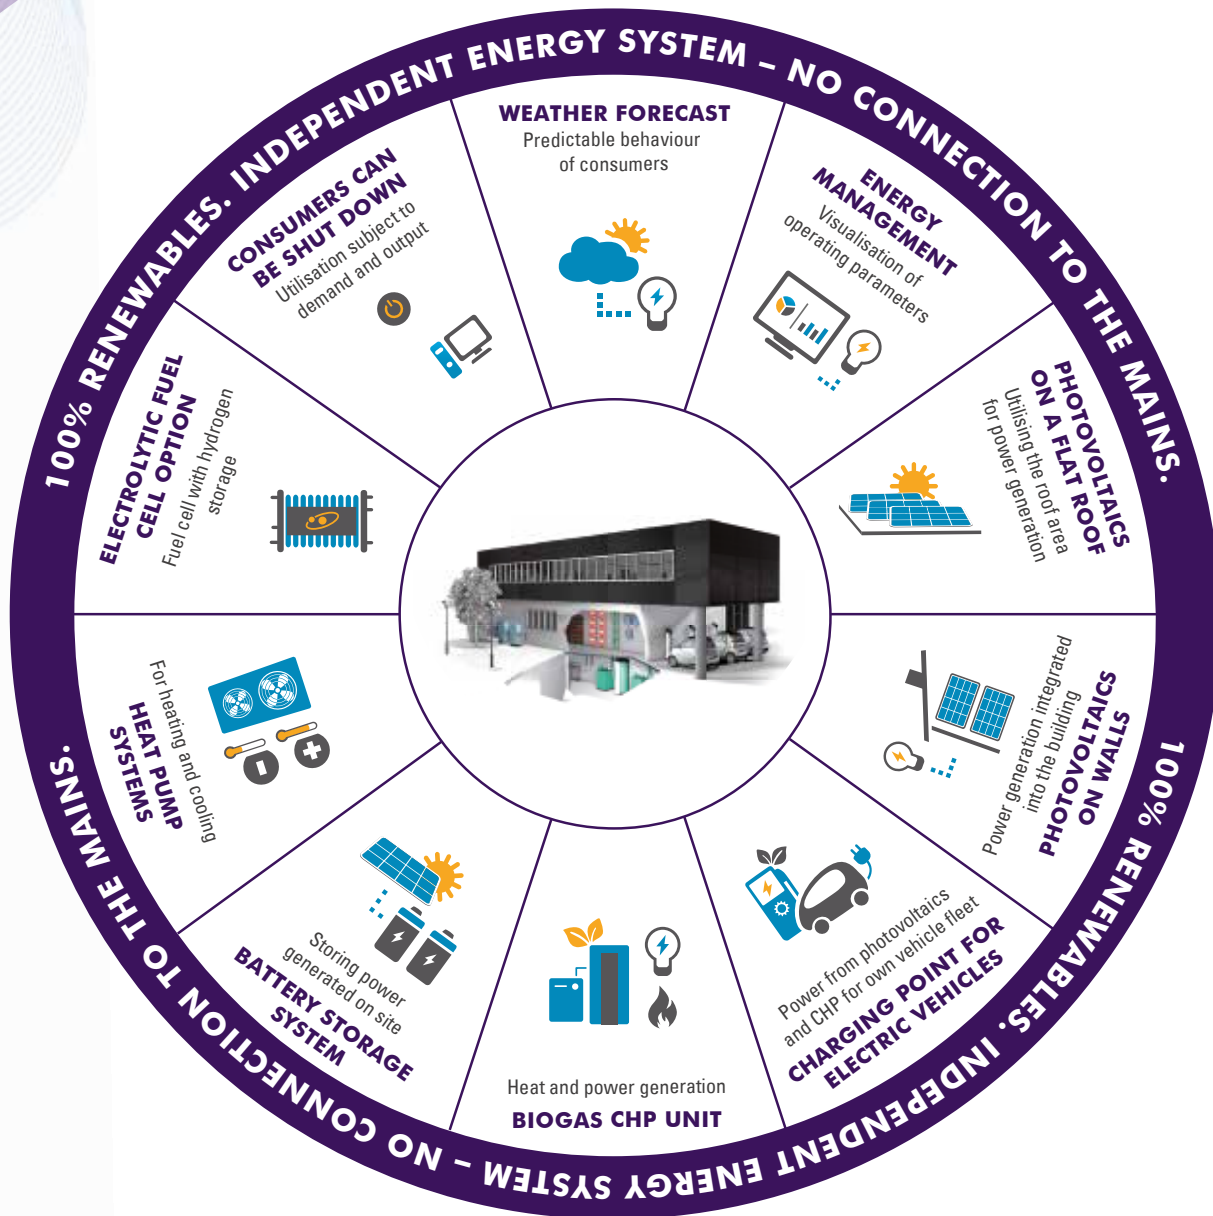 100% RENEWABLES. INDEPENDENT ENERGY SYSTEM – NO CONNECTION TO THE MAINS.
WEATHER FORECAST
Predictable behaviour
of consumers
ENERGY
MANAGEMENT
Visualisation of
operating parameters
PHOTOVOLTAICS
ON A FLAT ROOF
Utilising the roof area
for power generation
Power generation integrated
into the building
PHOTOVOLTAICS
ON WALLS
Power from photovoltaics
and CHP for own vehicle fleet
CHARGING POINT FOR
ELECTRIC VEHICLES
Heat and power generation
BIOGAS CHP UNIT
Storing power
generated on site
BATTERY STORAGE
SYSTEM
For heating and cooling
HEAT PUMP
SYSTEMS
ELECTROLYTIC FUEL
CELL OPTION
Fuel cell with hydrogen
storage
CONSUMERS CAN
BE SHUT DOWN
Utilisation subject to
demand and output
100% RENEWABLES. INDEPENDENT ENERGY SYSTEM – NO CONNECTION TO THE MAINS.